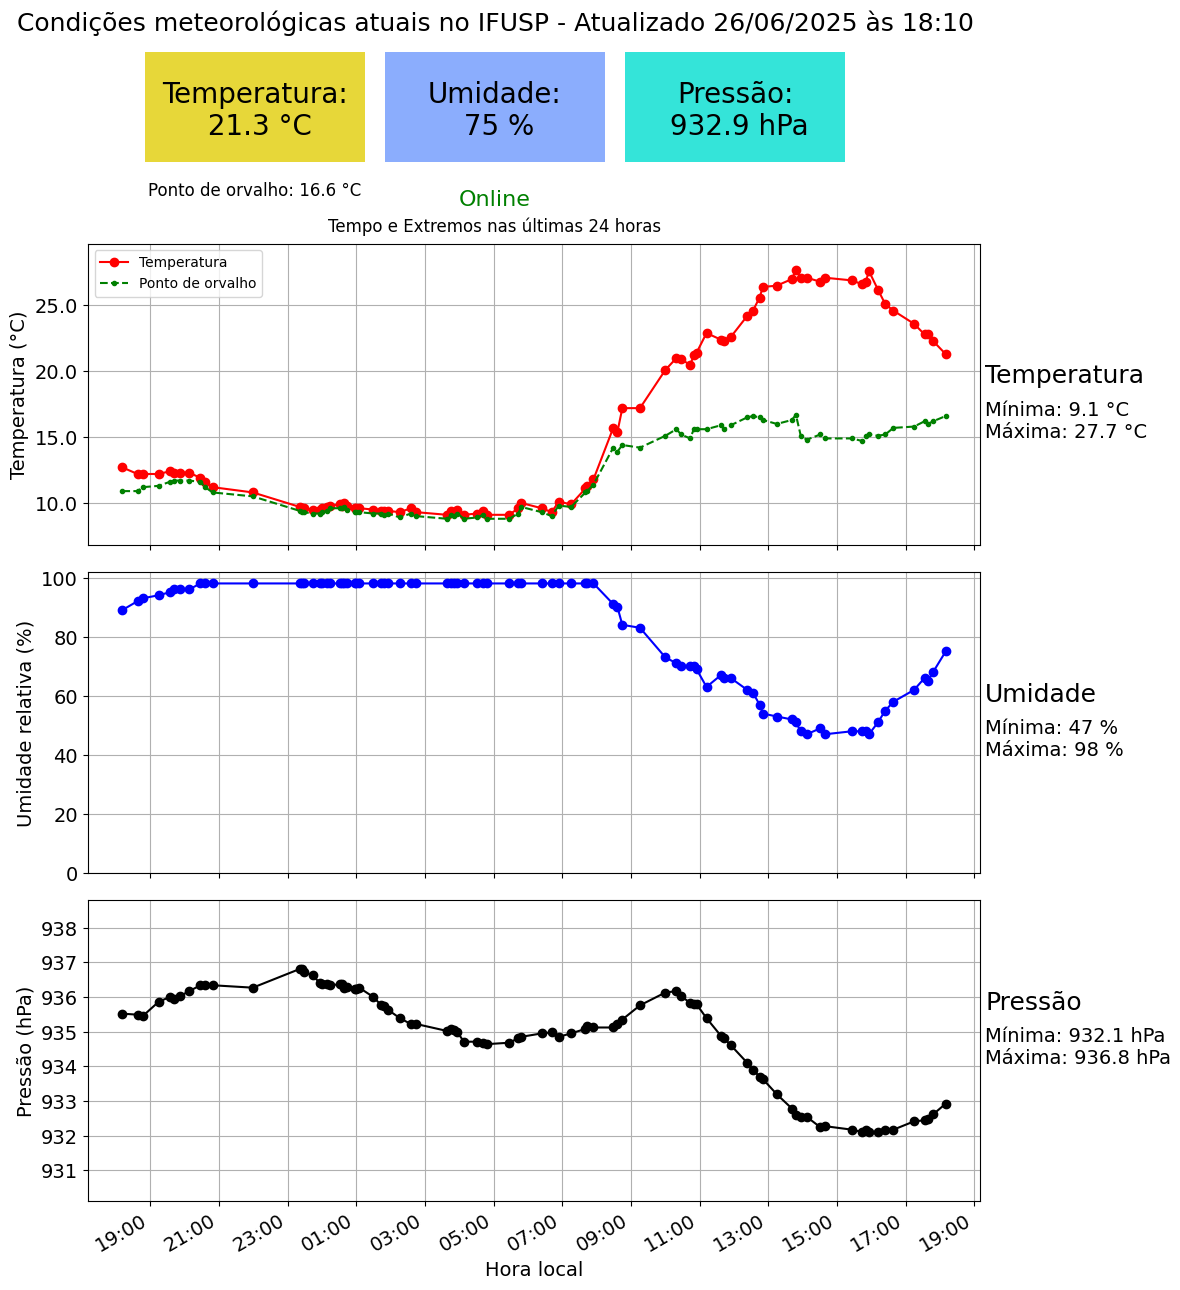 Condições meteorológicas atuais no IFUSP - Atualizado 26/06/2025 às 18:10
Temperatura:
21.3 °C
Umidade:
75 %
Pressão:
932.9 hPa
Ponto de orvalho: 16.6 °C
Online
Tempo e Extremos nas últimas 24 horas
Temperatura
Ponto de orvalho
Temperatura (°C)
25.0
20.0
15.0
10.0
Temperatura
Mínima: 9.1 °C
Máxima: 27.7 °C
Umidade relativa (%)
100
80
60
40
20
0
Umidade
Mínima: 47 %
Máxima: 98 %
Pressão (hPa)
938
937
936
935
934
933
932
931
Pressão
Mínima: 932.1 hPa
Máxima: 936.8 hPa
19:00
21:00
23:00
01:00
03:00
05:00
07:00
09:00
11:00
13:00
15:00
17:00
19:00
Hora local